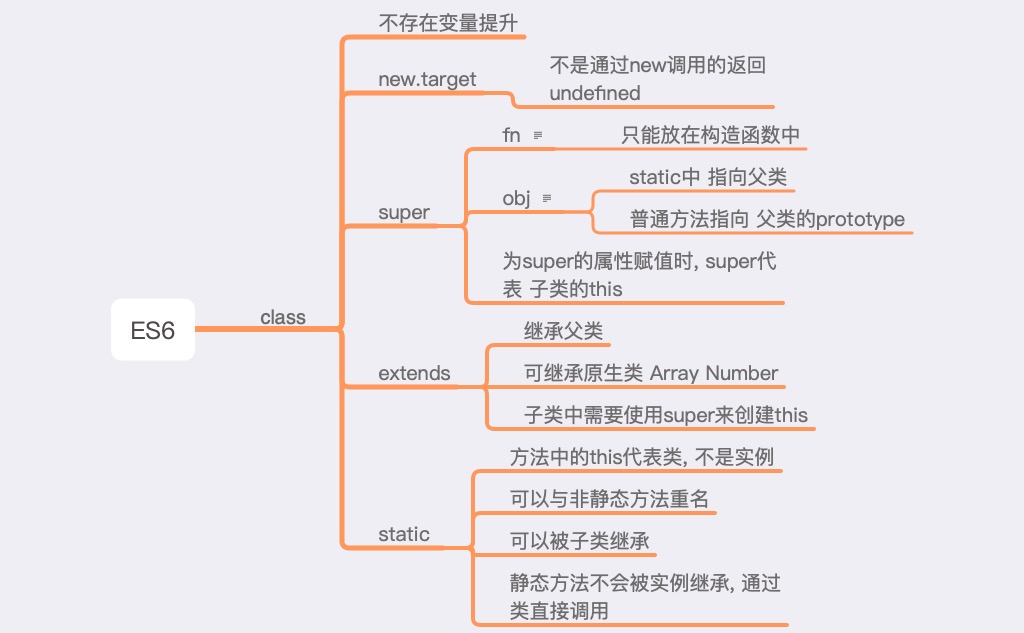 不存在变量提升
new.target
不是通过new调用的返回
undefined
fn
只能放在构造函数中
super
obj
static中 指向父类
普通方法指向 父类的prototype
为super的属性赋值时, super代
表 子类的this
ES6
class
extends
继承父类
可继承原生类 Array Number
子类中需要使用super来创建this
static
方法中的this代表类, 不是实例
可以与非静态方法重名
可以被子类继承
静态方法不会被实例继承, 通过
类直接调用